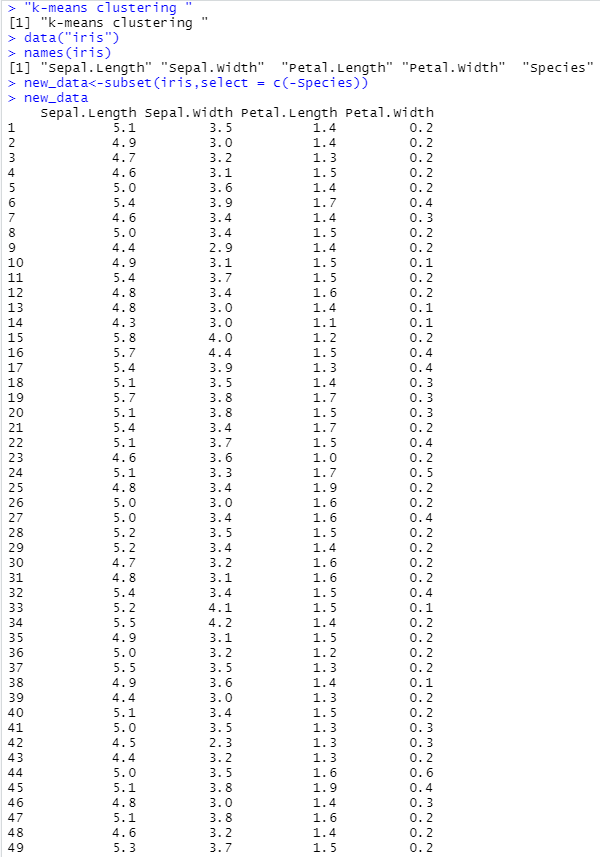 > "k-means clustering "
[1] "k-means clustering "
> data("iris")
> names(iris)
[1] "Sepal.Length" "Sepal.Width"  "Petal.Length" "Petal.Width"  "Species"
> new_data<-subset(iris,select = c(-Species))
> new_data
    Sepal.Length Sepal.Width Petal.Length Petal.Width
1            5.1         3.5          1.4         0.2
2            4.9         3.0          1.4         0.2
3            4.7         3.2          1.3         0.2
4            4.6         3.1          1.5         0.2
5            5.0         3.6          1.4         0.2
6            5.4         3.9          1.7         0.4
7            4.6         3.4          1.4         0.3
8            5.0         3.4          1.5         0.2
9            4.4         2.9          1.4         0.2
10           4.9         3.1          1.5         0.1
11           5.4         3.7          1.5         0.2
12           4.8         3.4          1.6         0.2
13           4.8         3.0          1.4         0.1
14           4.3         3.0          1.1         0.1
15           5.8         4.0          1.2         0.2
16           5.7         4.4          1.5         0.4
17           5.4         3.9          1.3         0.4
18           5.1         3.5          1.4         0.3
19           5.7         3.8          1.7         0.3
20           5.1         3.8          1.5         0.3
21           5.4         3.4          1.7         0.2
22           5.1         3.7          1.5         0.4
23           4.6         3.6          1.0         0.2
24           5.1         3.3          1.7         0.5
25           4.8         3.4          1.9         0.2
26           5.0         3.0          1.6         0.2
27           5.0         3.4          1.6         0.4
28           5.2         3.5          1.5         0.2
29           5.2         3.4          1.4         0.2
30           4.7         3.2          1.6         0.2
31           4.8         3.1          1.6         0.2
32           5.4         3.4          1.5         0.4
33           5.2         4.1          1.5         0.1
34           5.5         4.2          1.4         0.2
35           4.9         3.1          1.5         0.2
36           5.0         3.2          1.2         0.2
37           5.5         3.5          1.3         0.2
38           4.9         3.6          1.4         0.1
39           4.4         3.0          1.3         0.2
40           5.1         3.4          1.5         0.2
41           5.0         3.5          1.3         0.3
42           4.5         2.3          1.3         0.3
43           4.4         3.2          1.3         0.2
44           5.0         3.5          1.6         0.6
45           5.1         3.8          1.9         0.4
46           4.8         3.0          1.4         0.3
47           5.1         3.8          1.6         0.2
48           4.6         3.2          1.4         0.2
49           5.3         3.7          1.5         0.2